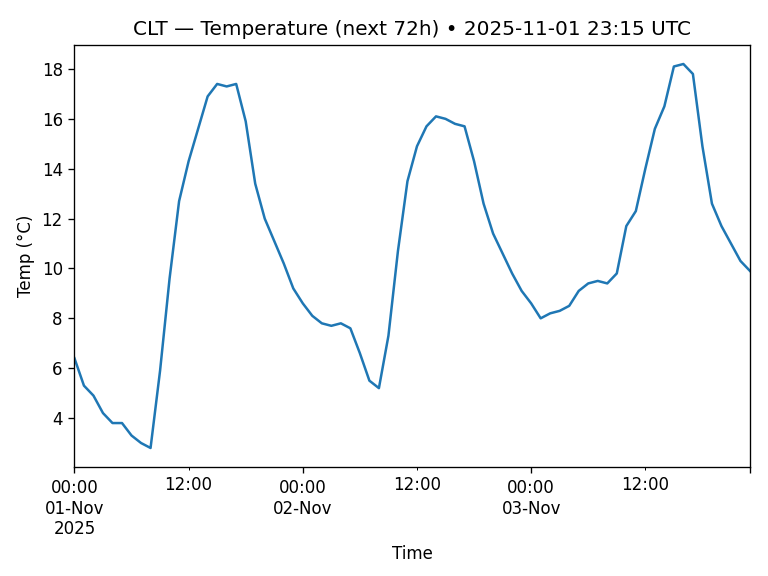 CLT — Temperature (next 72h) • 2025-11-01 23:15 UTC
Temp (°C)
18
16
14
12
10
8
6
4
00:00 12:00 00:00 12:00 00:00 12:00
01-Nov 02-Nov 03-Nov
2025
Time